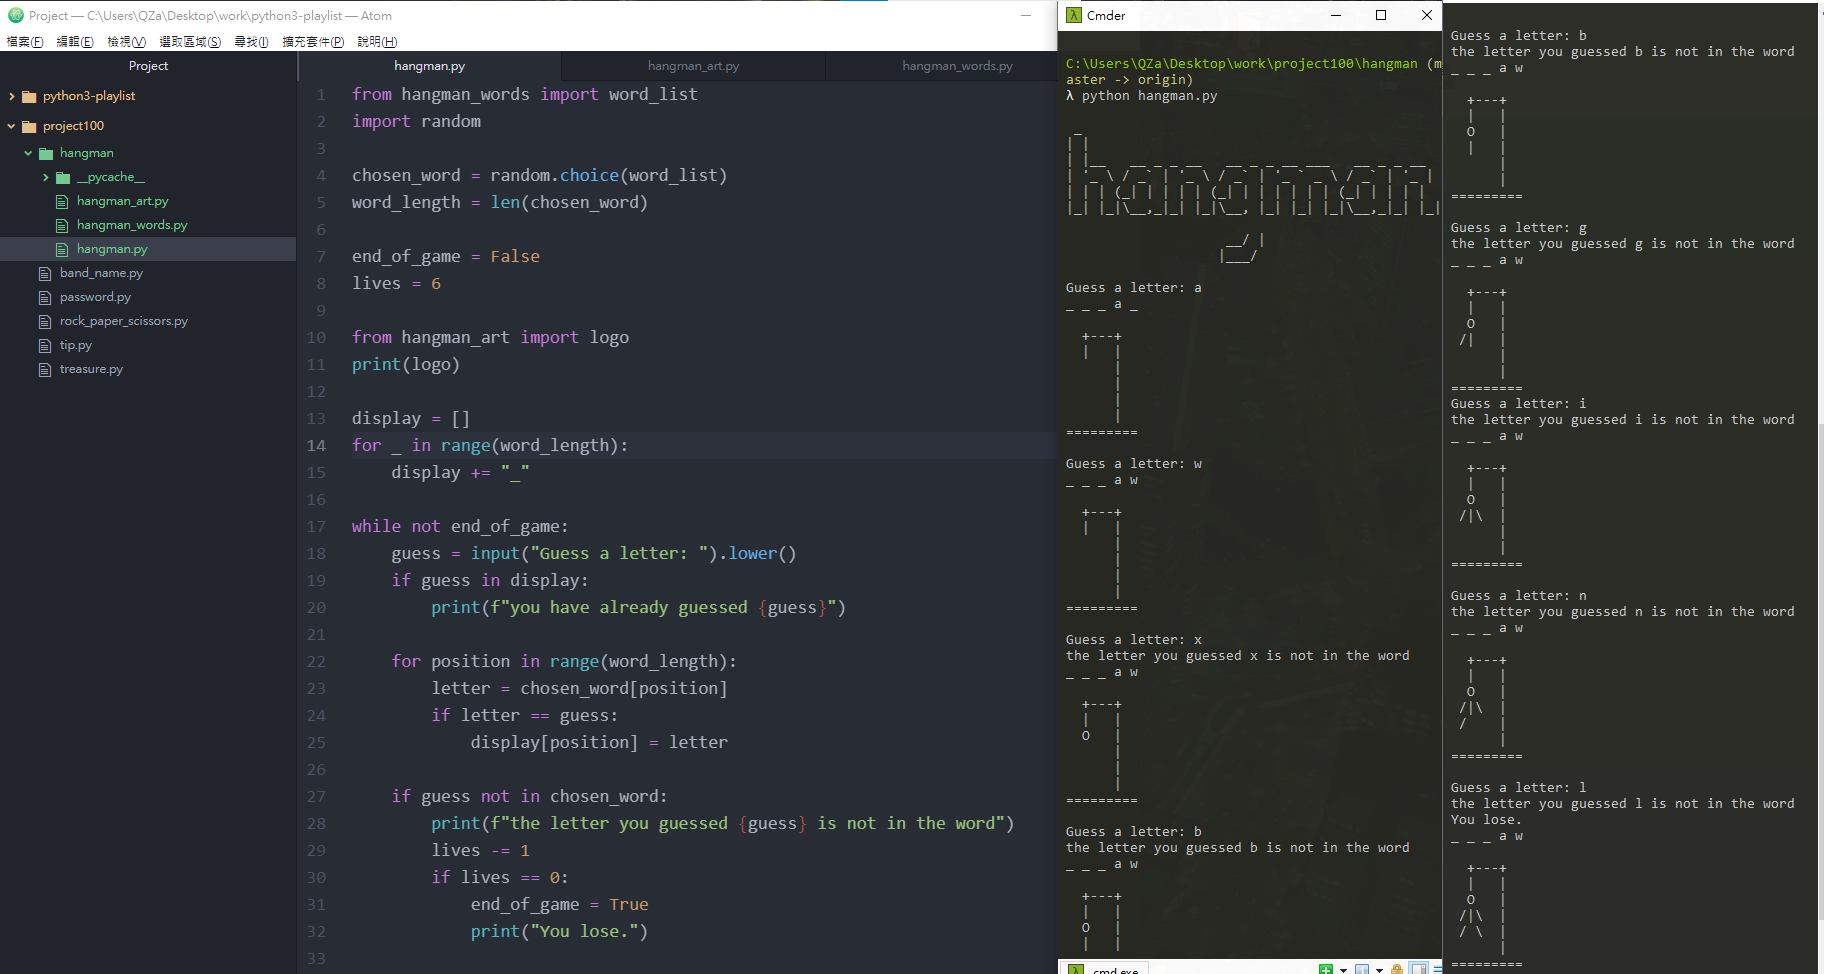 Project — C:\Users\QZa\Desktop\work\python3-playlist — Atom
檔案(F) 編輯(E) 檢視(V) 選取區域(S) 尋找(I) 擴充套件(P) 說明(H)
Project
python3-playlist
project100
hangman
__pycache__
hangman_art.py
hangman_words.py
hangman.py
band_name.py
password.py
rock_paper_scissors.py
tip.py
treasure.py
hangman.py hangman_art.py hangman_words.py
1 from hangman_words import word_list
2 import random
3
4 chosen_word = random.choice(word_list)
5 word_length = len(chosen_word)
6
7 end_of_game = False
8 lives = 6
9
10 from hangman_art import logo
11 print(logo)
12
13 display = []
14 for _ in range(word_length):
15     display += "_"
16
17 while not end_of_game:
18     guess = input("Guess a letter: ").lower()
19     if guess in display:
20         print(f"you have already guessed {guess}")
21
22     for position in range(word_length):
23         letter = chosen_word[position]
24         if letter == guess:
25             display[position] = letter
26
27     if guess not in chosen_word:
28         print(f"the letter you guessed {guess} is not in the word")
29         lives -= 1
30         if lives == 0:
31             end_of_game = True
32             print("You lose.")
33
Cmder
C:\Users\QZa\Desktop\work\project100\hangman (m
aster -> origin)
λ python hangman.py
 _
| |
| |__   __ _ _ __   __ _ _ __ ___   __ _ _ __
| '_ \ / _` | '_ \ / _` | '_ ` _ \ / _` | '_ |
| | | (_| | | | | (_| | | | | | | (_| | | | |
|_| |_|\__,_|_| |_|\__, |_| |_| |_|\__,_|_| |_|
                    __/ |
                   |___/
Guess a letter: a
_ _ _ a _
  +---+
  |   |
      |
      |
      |
      |
=========
Guess a letter: w
_ _ _ a w
  +---+
  |   |
      |
      |
      |
      |
=========
Guess a letter: x
the letter you guessed x is not in the word
_ _ _ a w
  +---+
  |   |
  O   |
      |
      |
      |
=========
Guess a letter: b
the letter you guessed b is not in the word
_ _ _ a w
  +---+
  |   |
  O   |
  |   |
cmd.exe
Guess a letter: b
the letter you guessed b is not in the word
_ _ _ a w
  +---+
  |   |
  O   |
  |   |
      |
      |
=========
Guess a letter: g
the letter you guessed g is not in the word
_ _ _ a w
  +---+
  |   |
  O   |
 /|   |
      |
      |
=========
Guess a letter: i
the letter you guessed i is not in the word
_ _ _ a w
  +---+
  |   |
  O   |
 /|\  |
      |
      |
=========
Guess a letter: n
the letter you guessed n is not in the word
_ _ _ a w
  +---+
  |   |
  O   |
 /|\  |
 /    |
      |
=========
Guess a letter: l
the letter you guessed l is not in the word
You lose.
_ _ _ a w
  +---+
  |   |
  O   |
 /|\  |
 / \  |
      |
=========